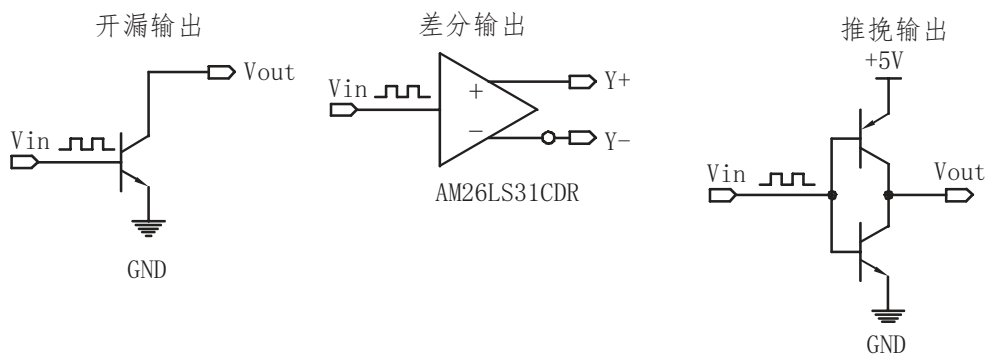 开漏输出
Vout
Vin
GND
差分输出
Vin
+
-
Y+
Y-
AM26LS31CDR
推挽输出
+5V
Vin
Vout
GND